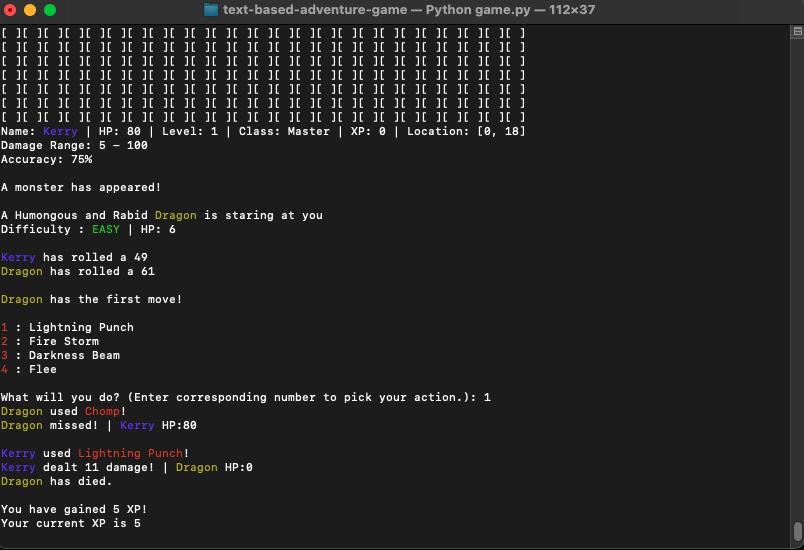 text-based-adventure-game — Python game.py — 112×37
[ ][ ][ ][ ][ ][ ][ ][ ][ ][ ][ ][ ][ ][ ][ ][ ][ ][ ][ ][ ][ ][ ][ ][ ][ ]
[ ][ ][ ][ ][ ][ ][ ][ ][ ][ ][ ][ ][ ][ ][ ][ ][ ][ ][ ][ ][ ][ ][ ][ ][ ]
[ ][ ][ ][ ][ ][ ][ ][ ][ ][ ][ ][ ][ ][ ][ ][ ][ ][ ][ ][ ][ ][ ][ ][ ][ ]
[ ][ ][ ][ ][ ][ ][ ][ ][ ][ ][ ][ ][ ][ ][ ][ ][ ][ ][ ][ ][ ][ ][ ][ ][ ]
[ ][ ][ ][ ][ ][ ][ ][ ][ ][ ][ ][ ][ ][ ][ ][ ][ ][ ][ ][ ][ ][ ][ ][ ][ ]
[ ][ ][ ][ ][ ][ ][ ][ ][ ][ ][ ][ ][ ][ ][ ][ ][ ][ ][ ][ ][ ][ ][ ][ ][ ]
[ ][ ][ ][ ][ ][ ][ ][ ][ ][ ][ ][ ][ ][ ][ ][ ][ ][ ][ ][ ][ ][ ][ ][ ][ ]
Name: Kerry | HP: 80 | Level: 1 | Class: Master | XP: 0 | Location: [0, 18]
Damage Range: 5 - 100
Accuracy: 75%

A monster has appeared!

A Humongous and Rabid Dragon is staring at you
Difficulty : EASY | HP: 6

Kerry has rolled a 49
Dragon has rolled a 61

Dragon has the first move!

1 : Lightning Punch
2 : Fire Storm
3 : Darkness Beam
4 : Flee

What will you do? (Enter corresponding number to pick your action.): 1
Dragon used Chomp!
Dragon missed! | Kerry HP:80

Kerry used Lightning Punch!
Kerry dealt 11 damage! | Dragon HP:0
Dragon has died.

You have gained 5 XP!
Your current XP is 5